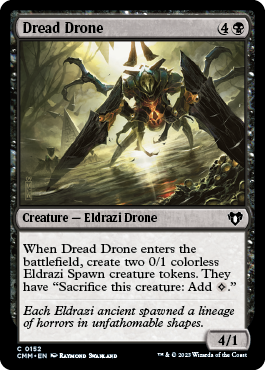 Dread Drone 4
Creature — Eldrazi Drone
When Dread Drone enters the
battlefield, create two 0/1 colorless
Eldrazi Spawn creature tokens. They
have “Sacrifice this creature: Add ◇.”
Each Eldrazi ancient spawned a lineage
of horrors in unfathomable shapes.
4/1
C 0152
CMM • EN Raymond Swanland
™ & © 2023 Wizards of the Coast